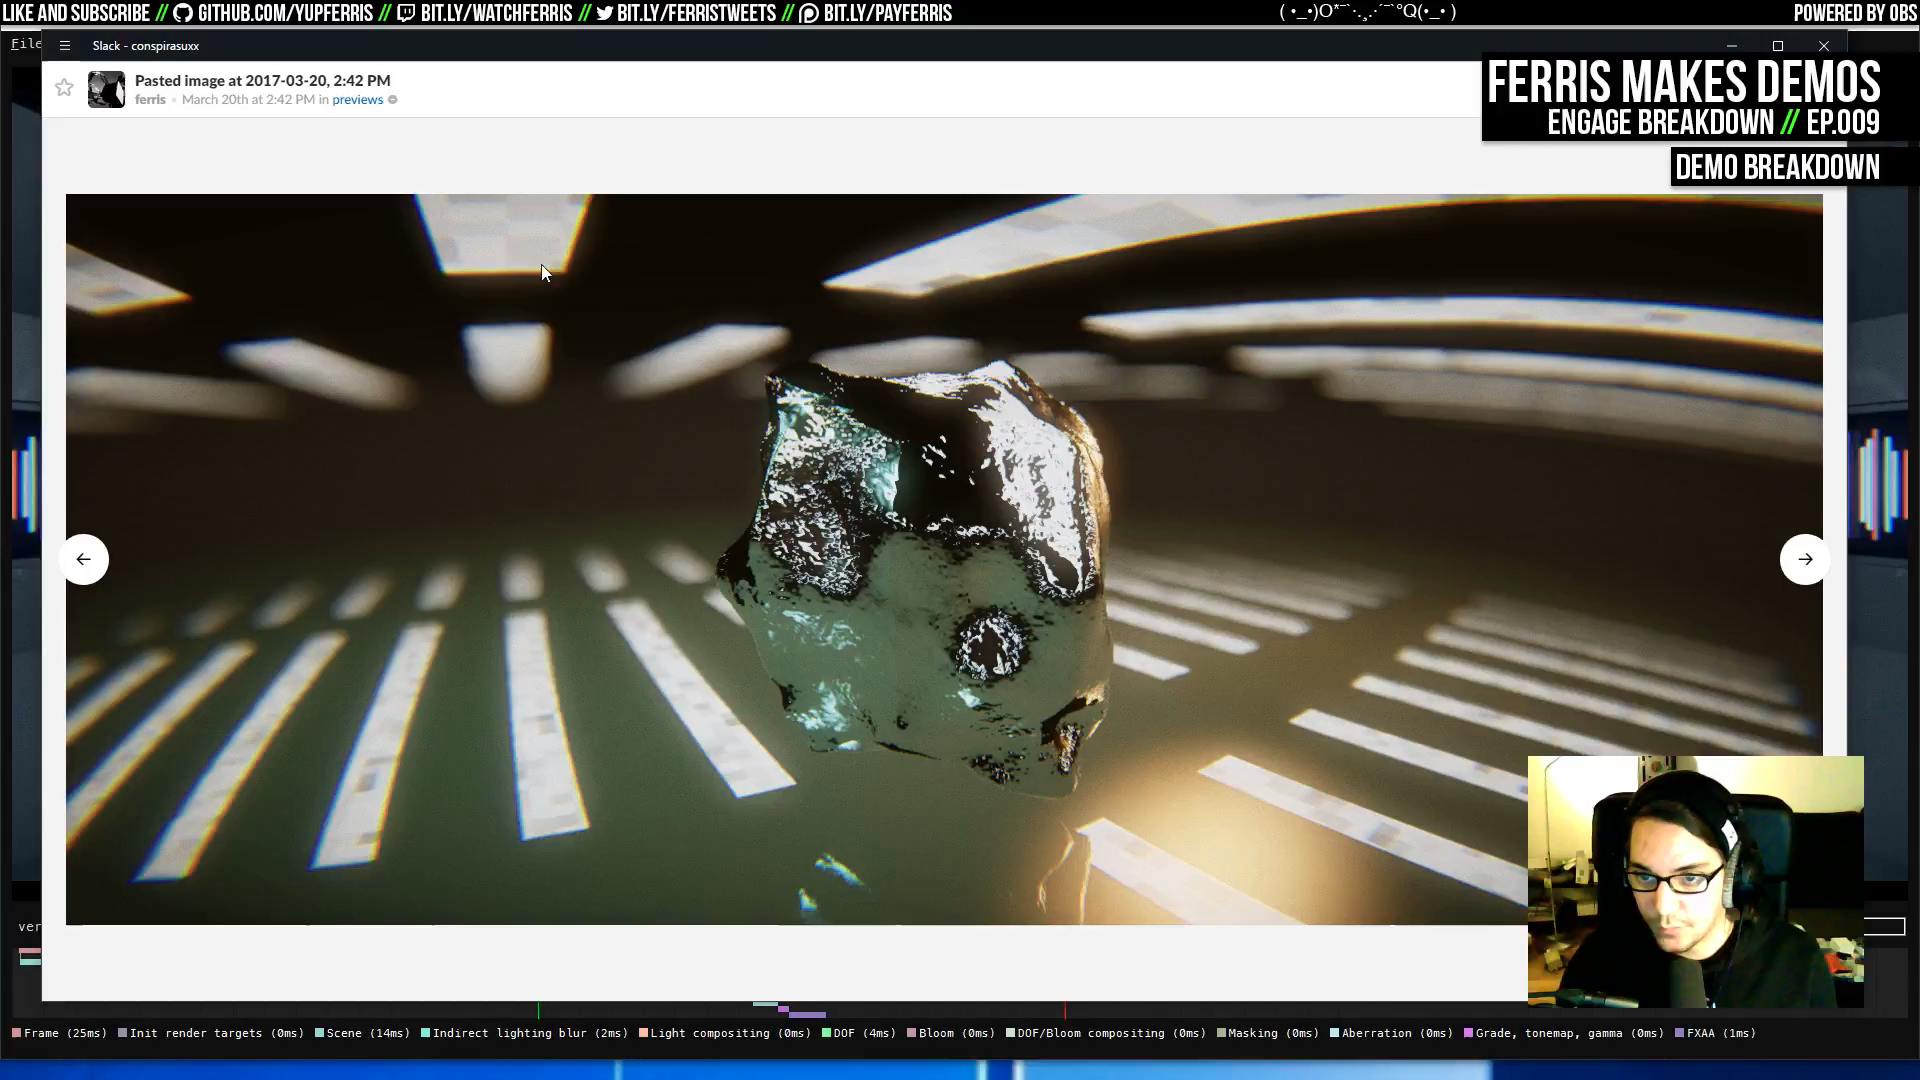 LIKE AND SUBSCRIBE // GITHUB.COM/YUPFERRIS // BIT.LY/WATCHFERRIS // BIT.LY/FERRISTWEETS // BIT.LY/PAYFERRIS
( •_•)O*¯`·.¸.·´¯`°Q(•_• )
POWERED BY OBS
File
Slack - conspirasuxx
Pasted image at 2017-03-20, 2:42 PM
ferris • March 20th at 2:42 PM in previews
FERRIS MAKES DEMOS
ENGAGE BREAKDOWN // EP.009
DEMO BREAKDOWN
ver
Frame (25ms) Init render targets (0ms) Scene (14ms) Indirect lighting blur (2ms) Light compositing (0ms) DOF (4ms) Bloom (0ms) DOF/Bloom compositing (0ms) Masking (0ms) Aberration (0ms) Grade, tonemap, gamma (0ms) FXAA (1ms)